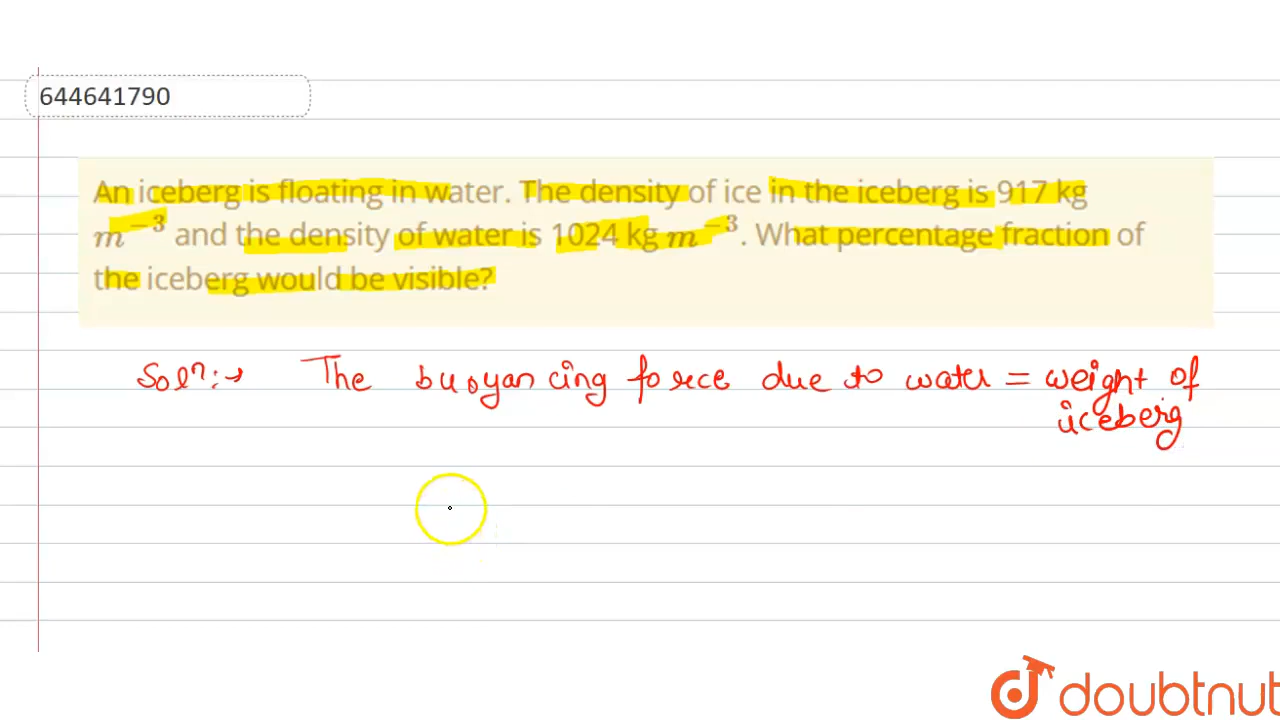 644641790
An iceberg is floating in water. The density of ice in the iceberg is 917 kg
m⁻³ and the density of water is 1024 kg m⁻³. What percentage fraction of
the iceberg would be visible?
Solⁿ:→ The buoyancing force due to water = weight of
iceberg
doubtnut